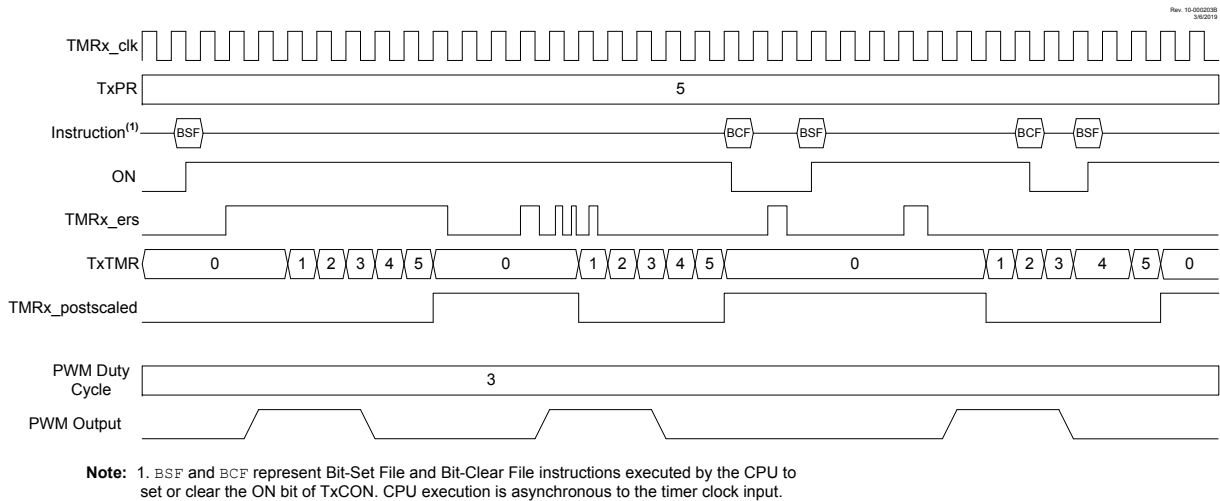 Rev. 10-000203B
3/6/2019
TMRx_clk
TxPR 5
Instruction(1) BSF BCF BSF BCF BSF
ON
TMRx_ers
TxTMR 0 1 2 3 4 5 0 1 2 3 4 5 0 1 2 3 4 5 0
TMRx_postscaled
PWM Duty
Cycle 3
PWM Output
Note: 1. BSF and BCF represent Bit-Set File and Bit-Clear File instructions executed by the CPU to
set or clear the ON bit of TxCON. CPU execution is asynchronous to the timer clock input.